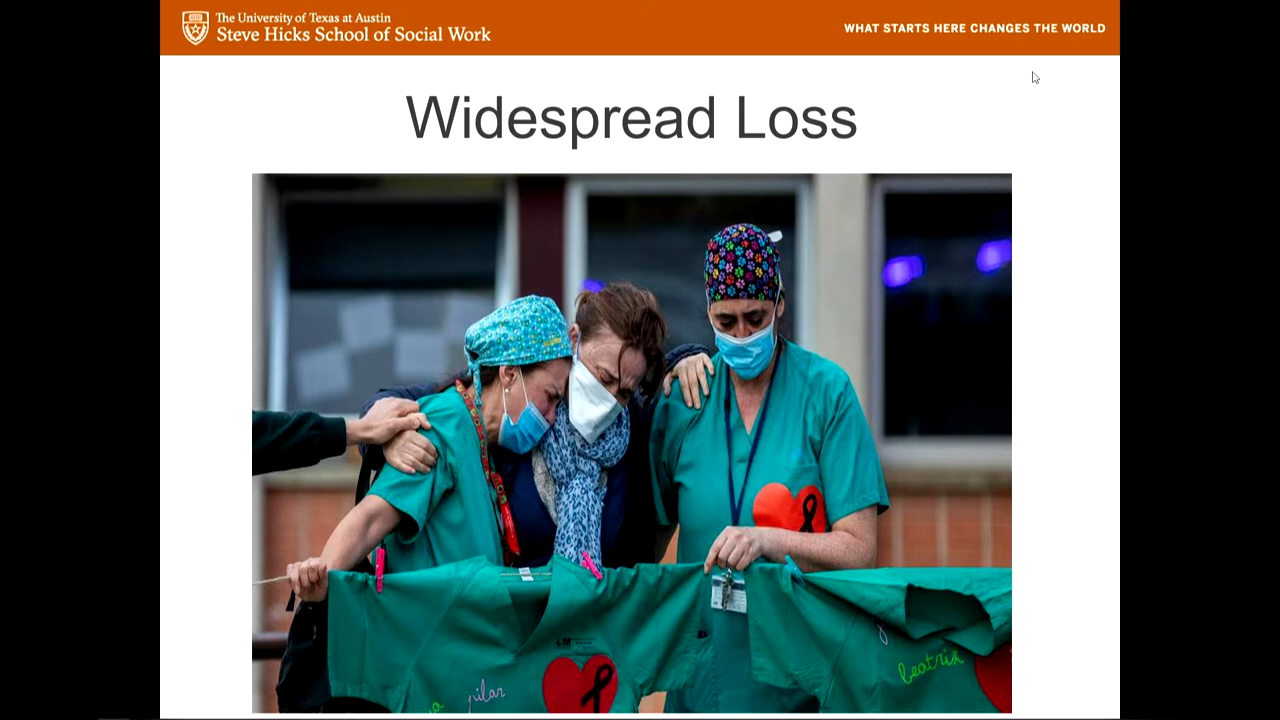 The University of Texas at Austin
Steve Hicks School of Social Work
WHAT STARTS HERE CHANGES THE WORLD
Widespread Loss
beatriz
pilar